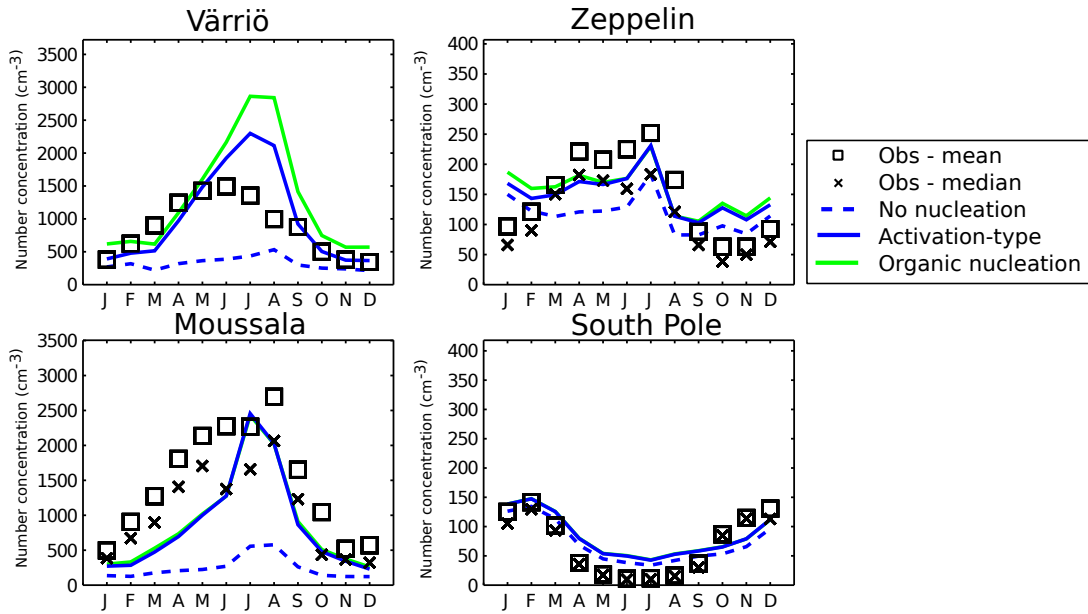 Värriö
Number concentration (cm-3)
3500
3000
2500
2000
1500
1000
500
0
J F M A M J J A S O N D
Zeppelin
Number concentration (cm-3)
400
350
300
250
200
150
100
50
0
J F M A M J J A S O N D
Obs - mean
Obs - median
No nucleation
Activation-type
Organic nucleation
Moussala
Number concentration (cm-3)
3500
3000
2500
2000
1500
1000
500
0
J F M A M J J A S O N D
South Pole
Number concentration (cm-3)
400
350
300
250
200
150
100
50
0
J F M A M J J A S O N D